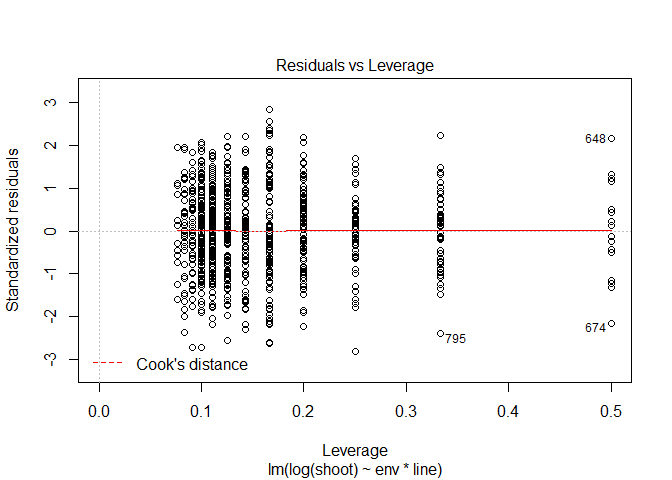 Residuals vs Leverage
Standardized residuals
3
2
1
0
-1
-2
-3
648
795
674
Cook's distance
0.0 0.1 0.2 0.3 0.4 0.5
Leverage
lm(log(shoot) ~ env * line)